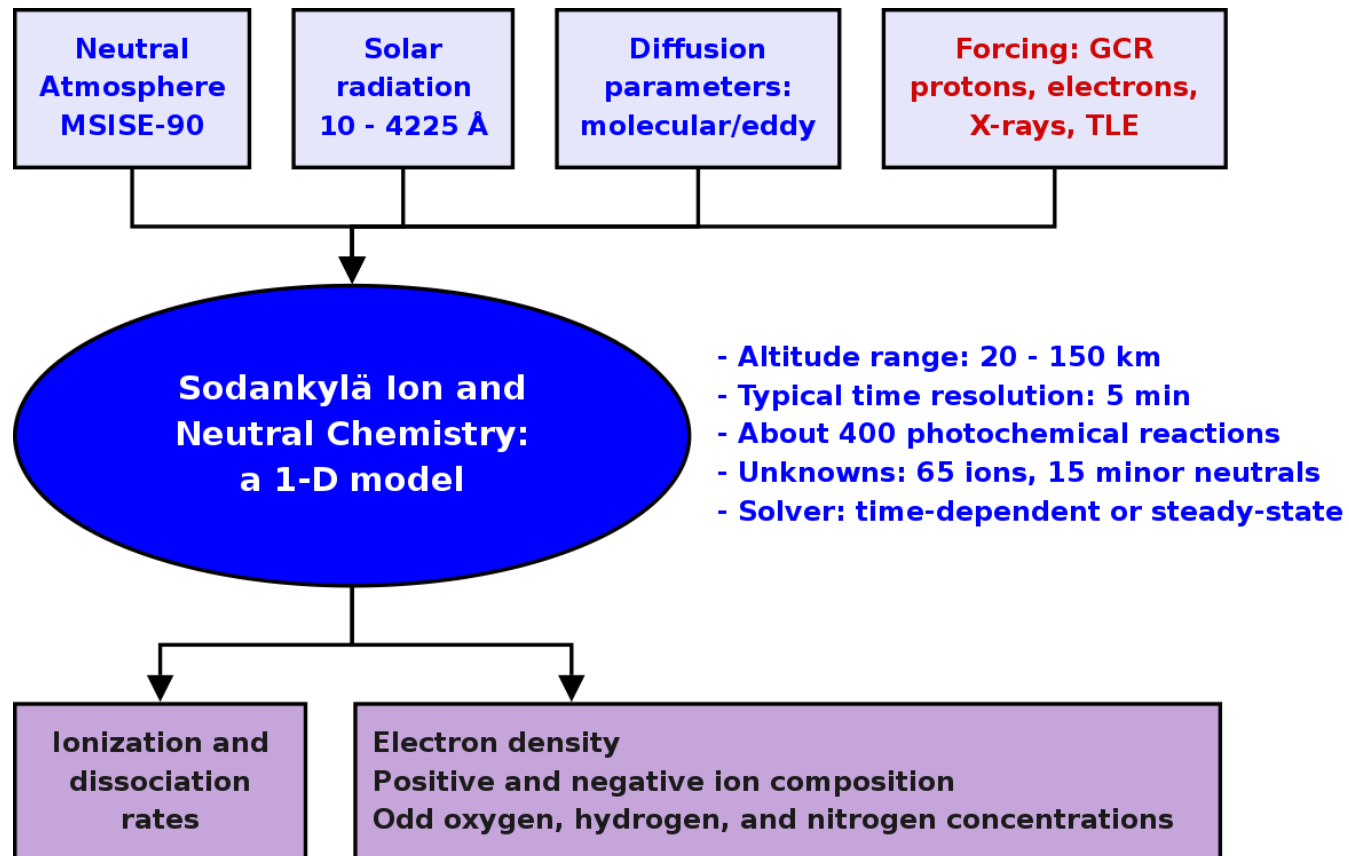 Neutral
Atmosphere
MSISE-90
Solar
radiation
10 - 4225 Å
Diffusion
parameters:
molecular/eddy
Forcing: GCR
protons, electrons,
X-rays, TLE
Sodankylä Ion and
Neutral Chemistry:
a 1-D model
- Altitude range: 20 - 150 km
- Typical time resolution: 5 min
- About 400 photochemical reactions
- Unknowns: 65 ions, 15 minor neutrals
- Solver: time-dependent or steady-state
Ionization and
dissociation
rates
Electron density
Positive and negative ion composition
Odd oxygen, hydrogen, and nitrogen concentrations